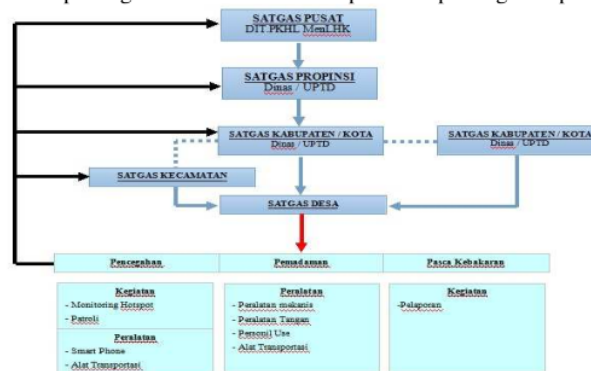 SATGAS PUSAT
DIT PKHL MenLHK
SATGAS PROPINSI
Dinas / UPTD
SATGAS KABUPATEN / KOTA
Dinas / UPTD
SATGAS KABUPATEN / KOTA
Dinas / UPTD
SATGAS KECAMATAN
SATGAS DESA
Pencegahan
Pemadaman
Pasca Kebakaran
Kegiatan
- Monitoring Hotspot
- Patroli
Peralatan
- Smart Phone
- Alat Transportasi
Peralatan
- Peralatan mekanis
- Peralatan Tangan
- Personil Use
- Alat Transportasi
Kegiatan
-Pelaporan